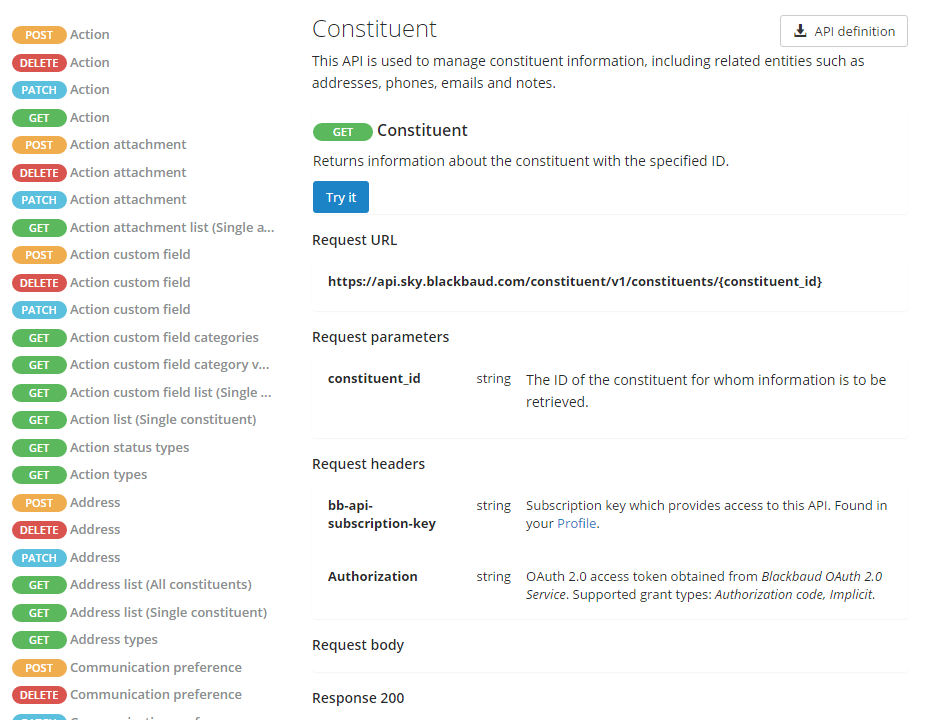 POST Action
DELETE Action
PATCH Action
GET Action
POST Action attachment
DELETE Action attachment
PATCH Action attachment
GET Action attachment list (Single a...
POST Action custom field
DELETE Action custom field
PATCH Action custom field
GET Action custom field categories
GET Action custom field category v...
GET Action custom field list (Single ...
GET Action list (Single constituent)
GET Action status types
GET Action types
POST Address
DELETE Address
PATCH Address
GET Address list (All constituents)
GET Address list (Single constituent)
GET Address types
POST Communication preference
DELETE Communication preference
Constituent
API definition
This API is used to manage constituent information, including related entities such as
addresses, phones, emails and notes.
GET Constituent
Returns information about the constituent with the specified ID.
Try it
Request URL
https://api.sky.blackbaud.com/constituent/v1/constituents/{constituent_id}
Request parameters
constituent_id string The ID of the constituent for whom information is to be
retrieved.
Request headers
bb-api- string Subscription key which provides access to this API. Found in
subscription-key your Profile.
Authorization string OAuth 2.0 access token obtained from Blackbaud OAuth 2.0
Service. Supported grant types: Authorization code, Implicit.
Request body
Response 200